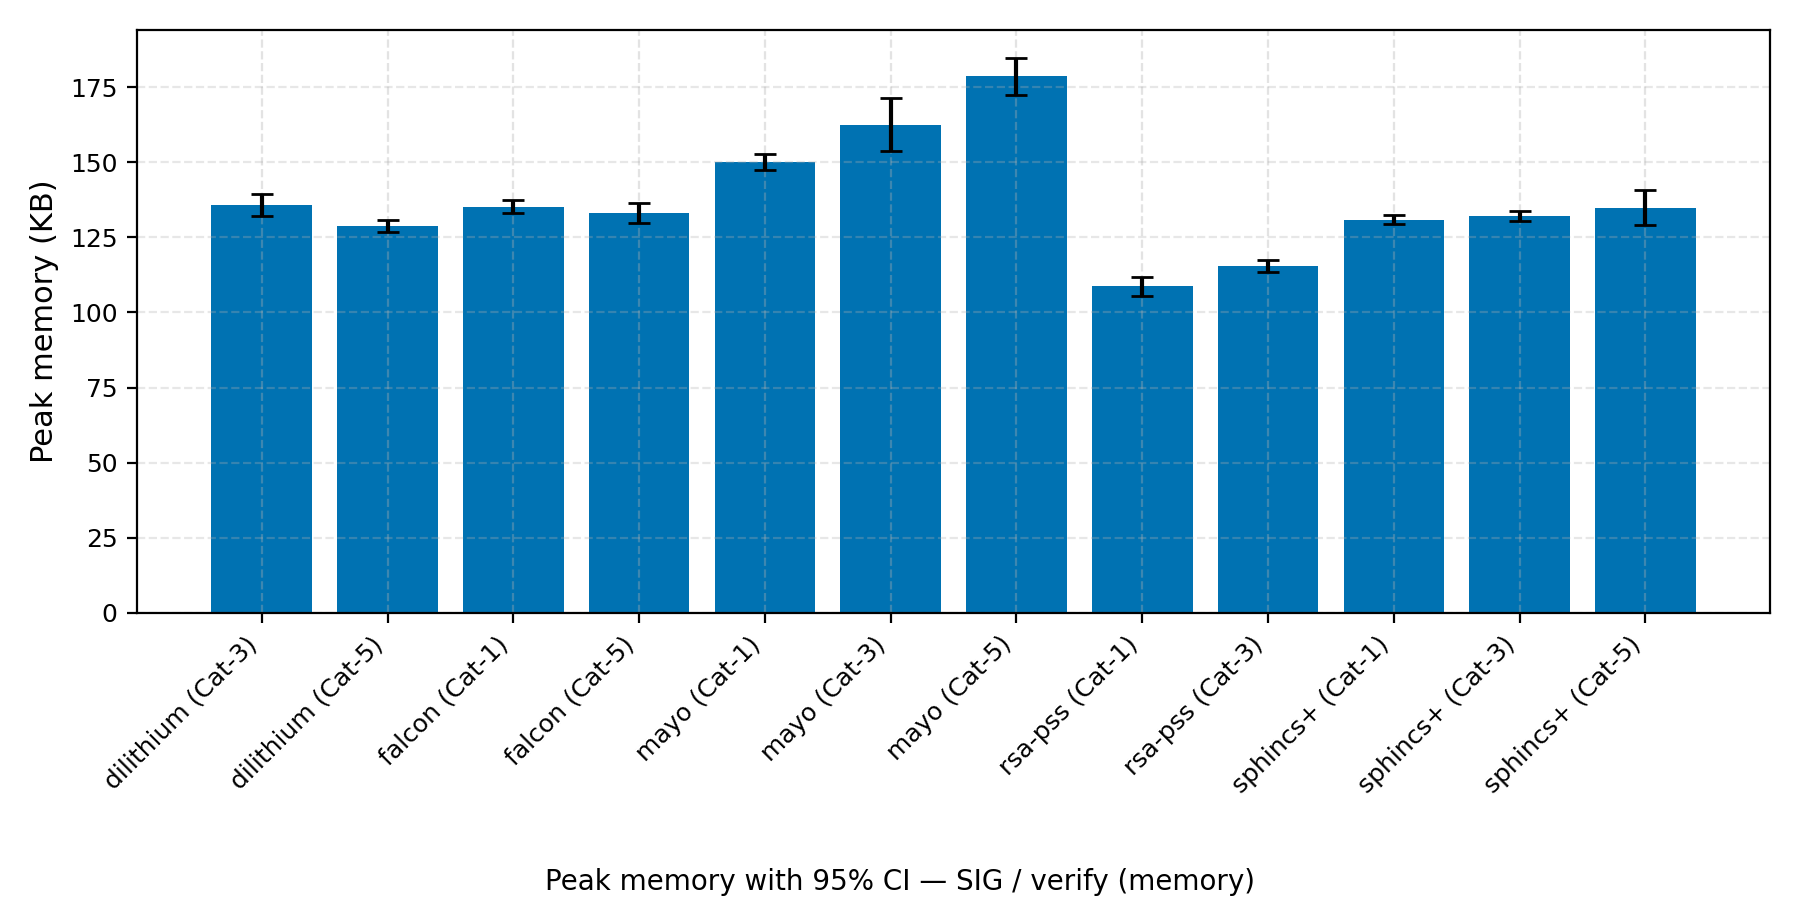 Peak memory (KB)
175
150
125
100
75
50
25
0
dilithium (Cat-3)
dilithium (Cat-5)
falcon (Cat-1)
falcon (Cat-5)
mayo (Cat-1)
mayo (Cat-3)
mayo (Cat-5)
rsa-pss (Cat-1)
rsa-pss (Cat-3)
sphincs+ (Cat-1)
sphincs+ (Cat-3)
sphincs+ (Cat-5)
Peak memory with 95% CI — SIG / verify (memory)